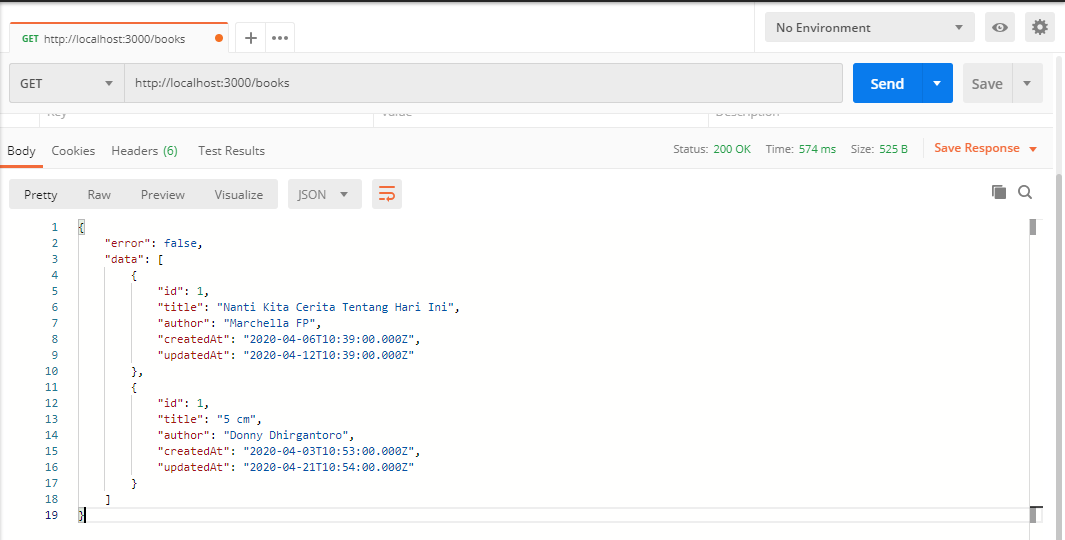 GET http://localhost:3000/books
No Environment
GET http://localhost:3000/books Send Save
Key Value Description
Body Cookies Headers (6) Test Results Status: 200 OK Time: 574 ms Size: 525 B Save Response
Pretty Raw Preview Visualize JSON
1 {
2 "error": false,
3 "data": [
4 {
5 "id": 1,
6 "title": "Nanti Kita Cerita Tentang Hari Ini",
7 "author": "Marchella FP",
8 "createdAt": "2020-04-06T10:39:00.000Z",
9 "updatedAt": "2020-04-12T10:39:00.000Z"
10 },
11 {
12 "id": 1,
13 "title": "5 cm",
14 "author": "Donny Dhirgantoro",
15 "createdAt": "2020-04-03T10:53:00.000Z",
16 "updatedAt": "2020-04-21T10:54:00.000Z"
17 }
18 ]
19 }